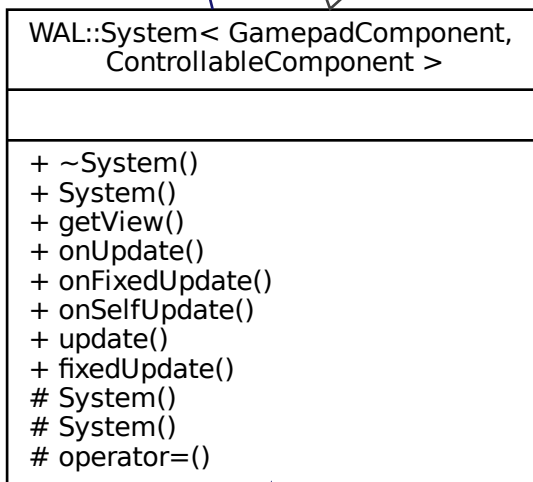 WAL::System< GamepadComponent,
ControllableComponent >
+ ~System()
+ System()
+ getView()
+ onUpdate()
+ onFixedUpdate()
+ onSelfUpdate()
+ update()
+ fixedUpdate()
# System()
# System()
# operator=()